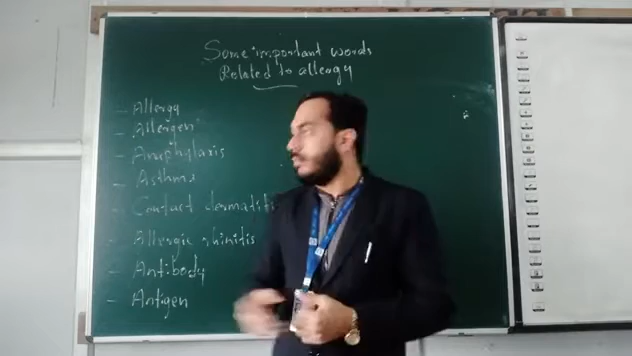 Some important words
Related to allergy
- Allergy
- Allergen
- Anaphylaxis
- Asthma
- Contact dermatiti
- Allergic rhinitis
- Antibody
- Antigen